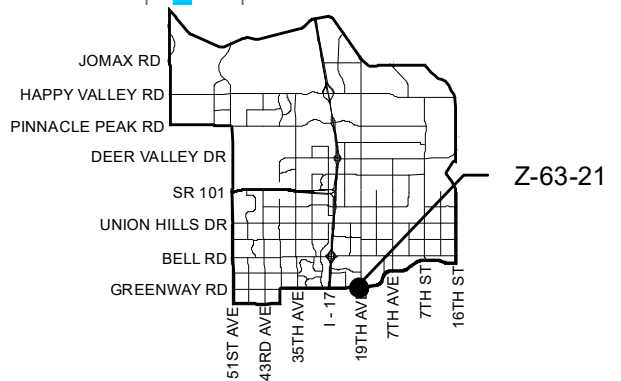 JOMAX RD
HAPPY VALLEY RD
PINNACLE PEAK RD
DEER VALLEY DR
SR 101
UNION HILLS DR
BELL RD
GREENWAY RD
Z-63-21
51ST AVE
43RD AVE
35TH AVE
I - 17
19TH AVE
7TH AVE
7TH ST
16TH ST